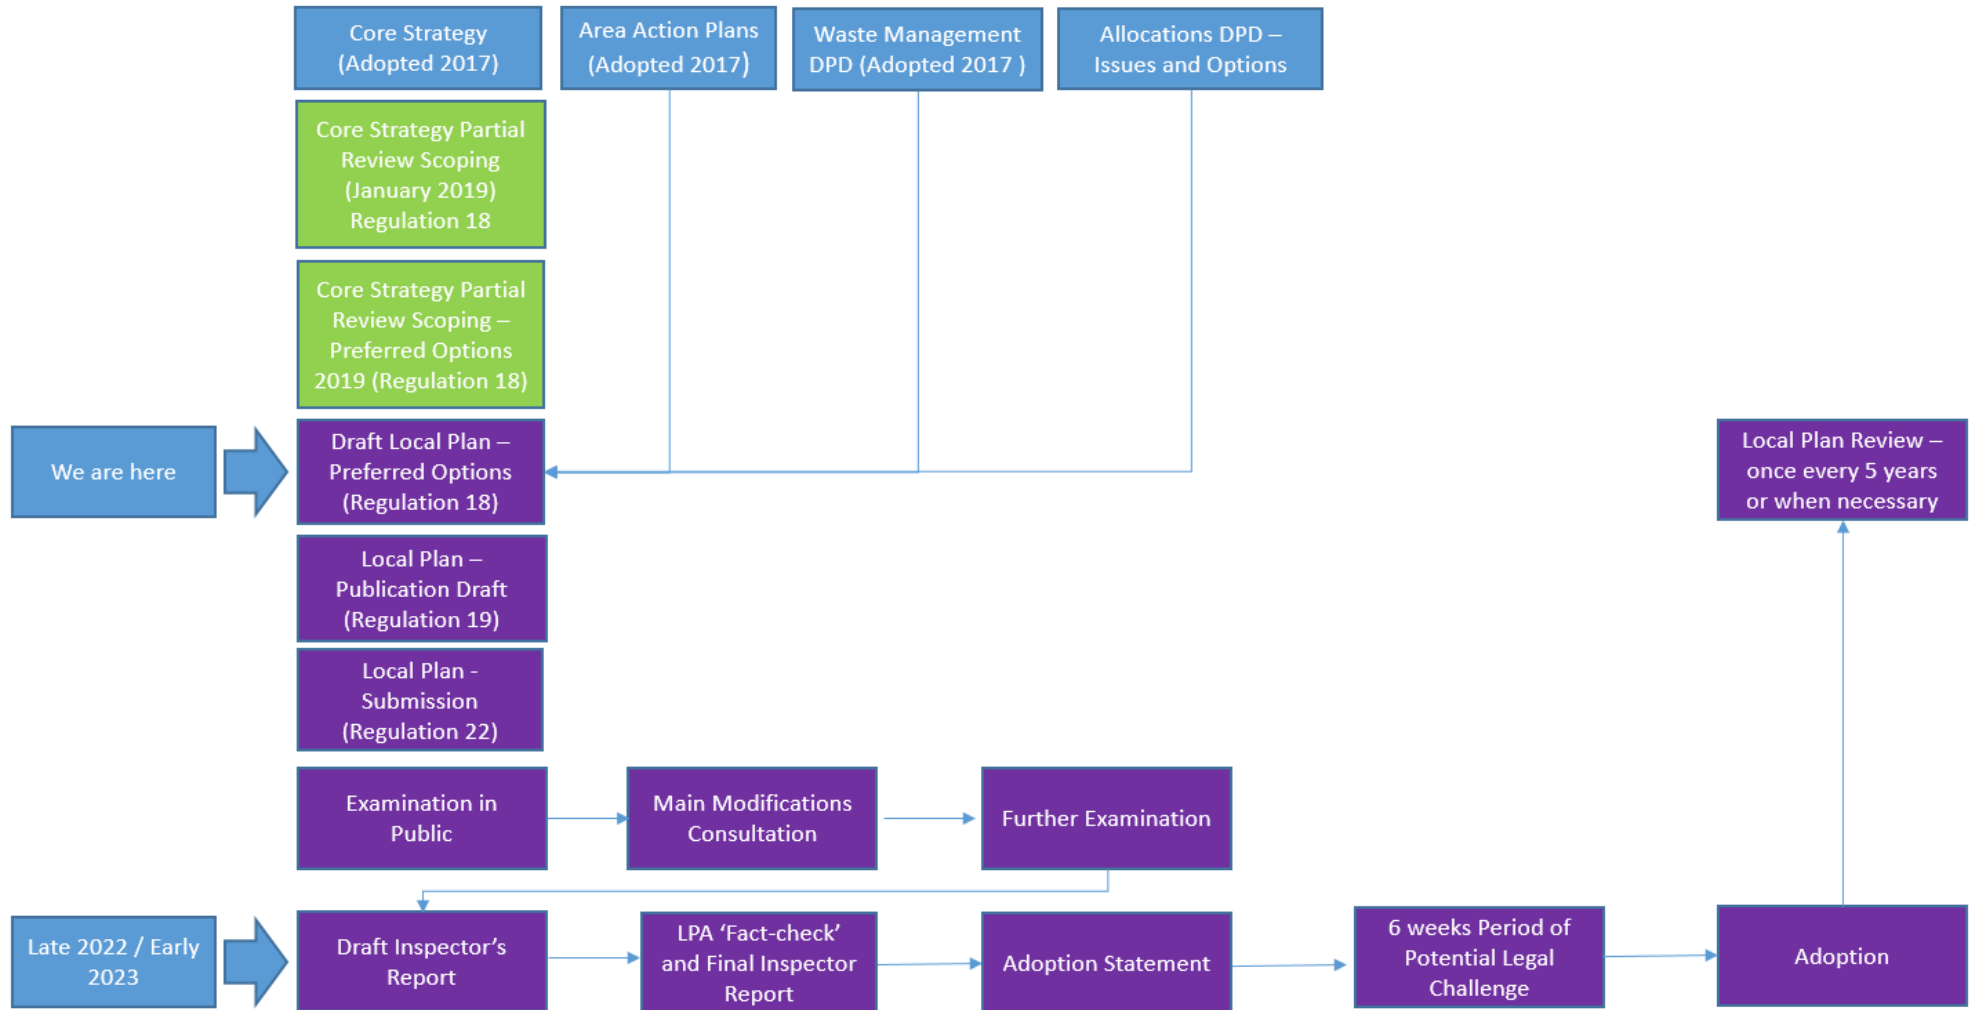 Core Strategy
(Adopted 2017)
Area Action Plans
(Adopted 2017)
Waste Management
DPD (Adopted 2017 )
Allocations DPD –
Issues and Options
Core Strategy Partial
Review Scoping
(January 2019)
Regulation 18
Core Strategy Partial
Review Scoping –
Preferred Options
2019 (Regulation 18)
We are here
Draft Local Plan –
Preferred Options
(Regulation 18)
Local Plan Review –
once every 5 years
or when necessary
Local Plan –
Publication Draft
(Regulation 19)
Local Plan -
Submission
(Regulation 22)
Examination in
Public
Main Modifications
Consultation
Further Examination
Late 2022 / Early
2023
Draft Inspector’s
Report
LPA ‘Fact-check’
and Final Inspector
Report
Adoption Statement
6 weeks Period of
Potential Legal
Challenge
Adoption